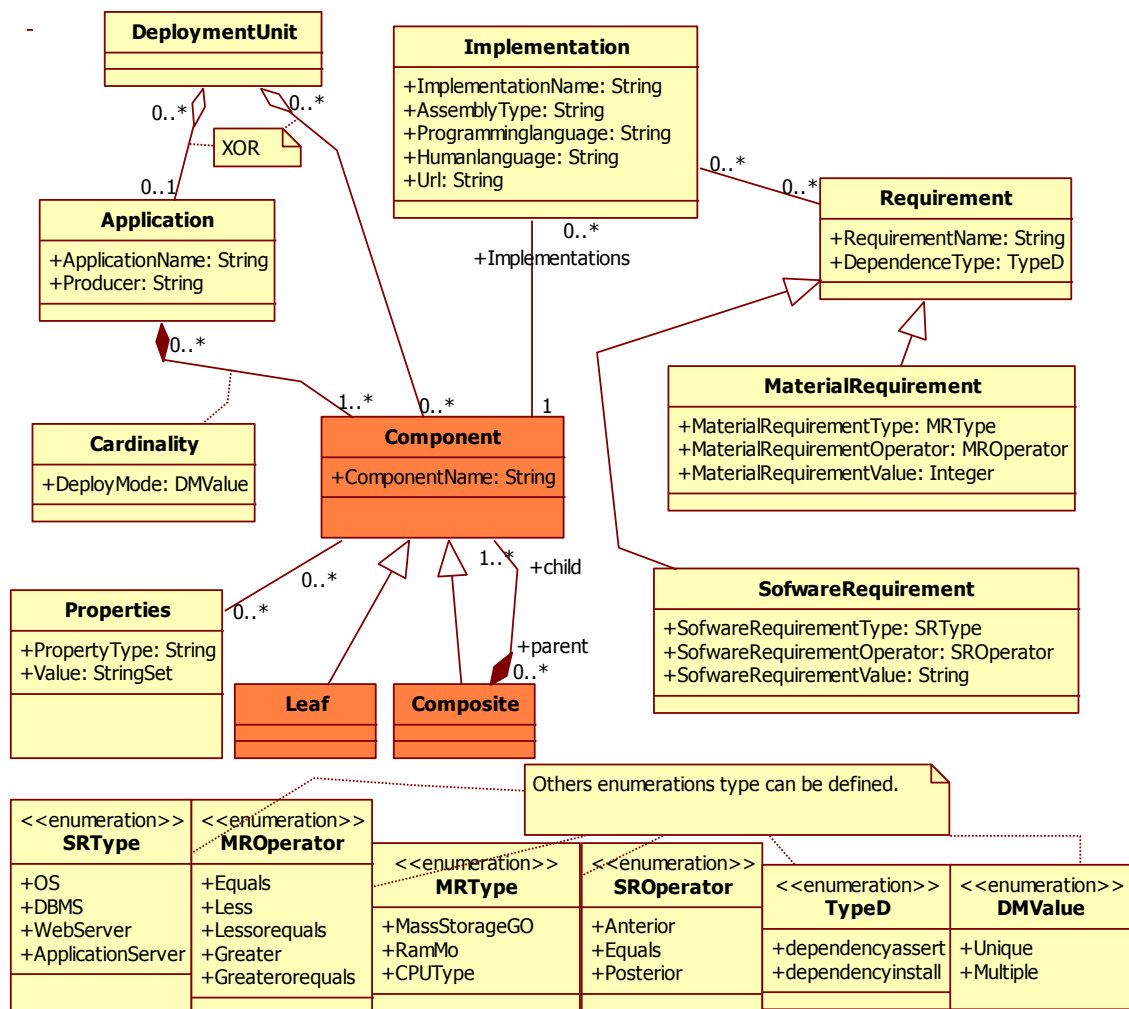 DeploymentUnit
0..*
0..*
XOR
0..1
Application
+ApplicationName: String
+Producer: String
0..*
1..*
0..*
Cardinality
+DeployMode: DMValue
Implementation
+ImplementationName: String
+AssemblyType: String
+Programminglanguage: String
+Humanlanguage: String
+Url: String
0..*
0..*
0..*
+Implementations
1
Requirement
+RequirementName: String
+DependenceType: TypeD
MaterialRequirement
+MaterialRequirementType: MRType
+MaterialRequirementOperator: MROperator
+MaterialRequirementValue: Integer
Component
+ComponentName: String
1..*
+child
0..*
0..*
+parent
0..*
Properties
+PropertyType: String
+Value: StringSet
Leaf
Composite
SofwareRequirement
+SofwareRequirementType: SRType
+SofwareRequirementOperator: SROperator
+SofwareRequirementValue: String
Others enumerations type can be defined.
<<enumeration>>
SRType
+OS
+DBMS
+WebServer
+ApplicationServer
<<enumeration>>
MROperator
+Equals
+Less
+Lessorequals
+Greater
+Greaterorequals
<<enumeration>>
MRType
+MassStorageGO
+RamMo
+CPUType
<<enumeration>>
SROperator
+Anterior
+Equals
+Posterior
<<enumeration>>
TypeD
+dependencyassert
+dependencyinstall
<<enumeration>>
DMValue
+Unique
+Multiple